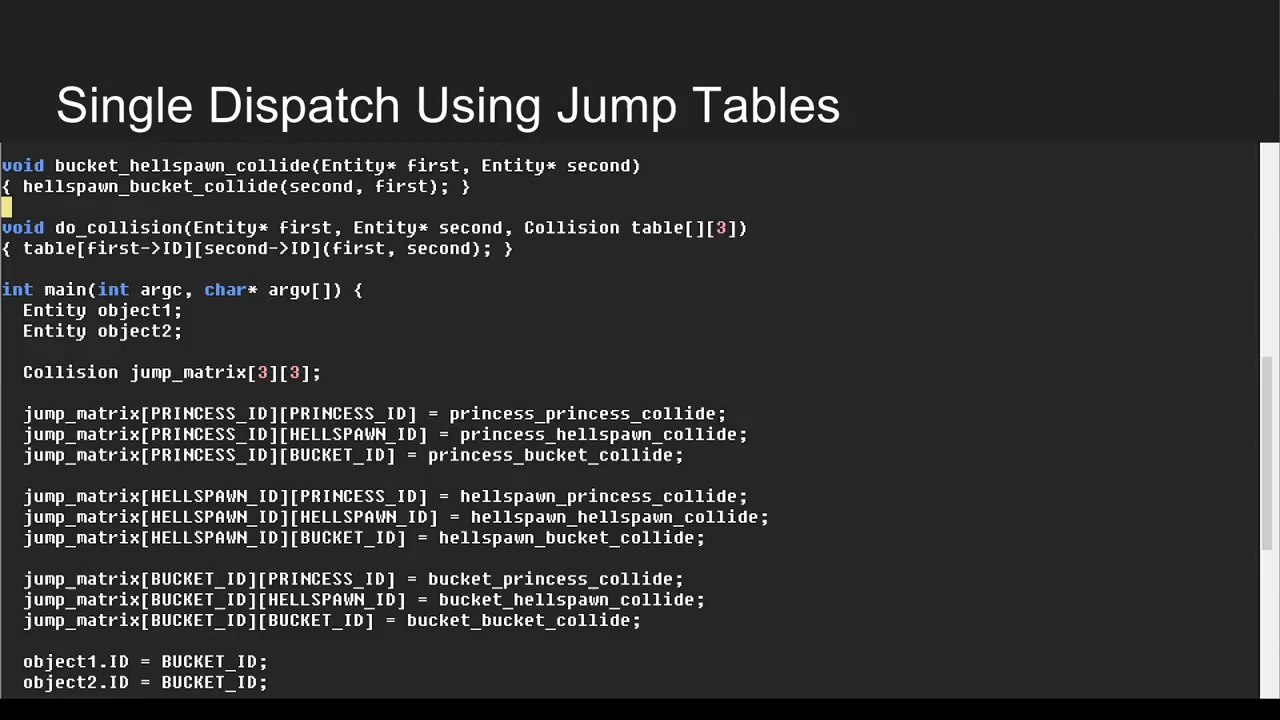 Single Dispatch Using Jump Tables
void bucket_hellspawn_collide(Entity* first, Entity* second)
{ hellspawn_bucket_collide(second, first); }
void do_collision(Entity* first, Entity* second, Collision table[][3])
{ table[first->ID][second->ID](first, second); }
int main(int argc, char* argv[]) {
Entity object1;
Entity object2;
Collision jump_matrix[3][3];
jump_matrix[PRINCESS_ID][PRINCESS_ID] = princess_princess_collide;
jump_matrix[PRINCESS_ID][HELLSPAWN_ID] = princess_hellspawn_collide;
jump_matrix[PRINCESS_ID][BUCKET_ID] = princess_bucket_collide;
jump_matrix[HELLSPAWN_ID][PRINCESS_ID] = hellspawn_princess_collide;
jump_matrix[HELLSPAWN_ID][HELLSPAWN_ID] = hellspawn_hellspawn_collide;
jump_matrix[HELLSPAWN_ID][BUCKET_ID] = hellspawn_bucket_collide;
jump_matrix[BUCKET_ID][PRINCESS_ID] = bucket_princess_collide;
jump_matrix[BUCKET_ID][HELLSPAWN_ID] = bucket_hellspawn_collide;
jump_matrix[BUCKET_ID][BUCKET_ID] = bucket_bucket_collide;
object1.ID = BUCKET_ID;
object2.ID = BUCKET_ID;